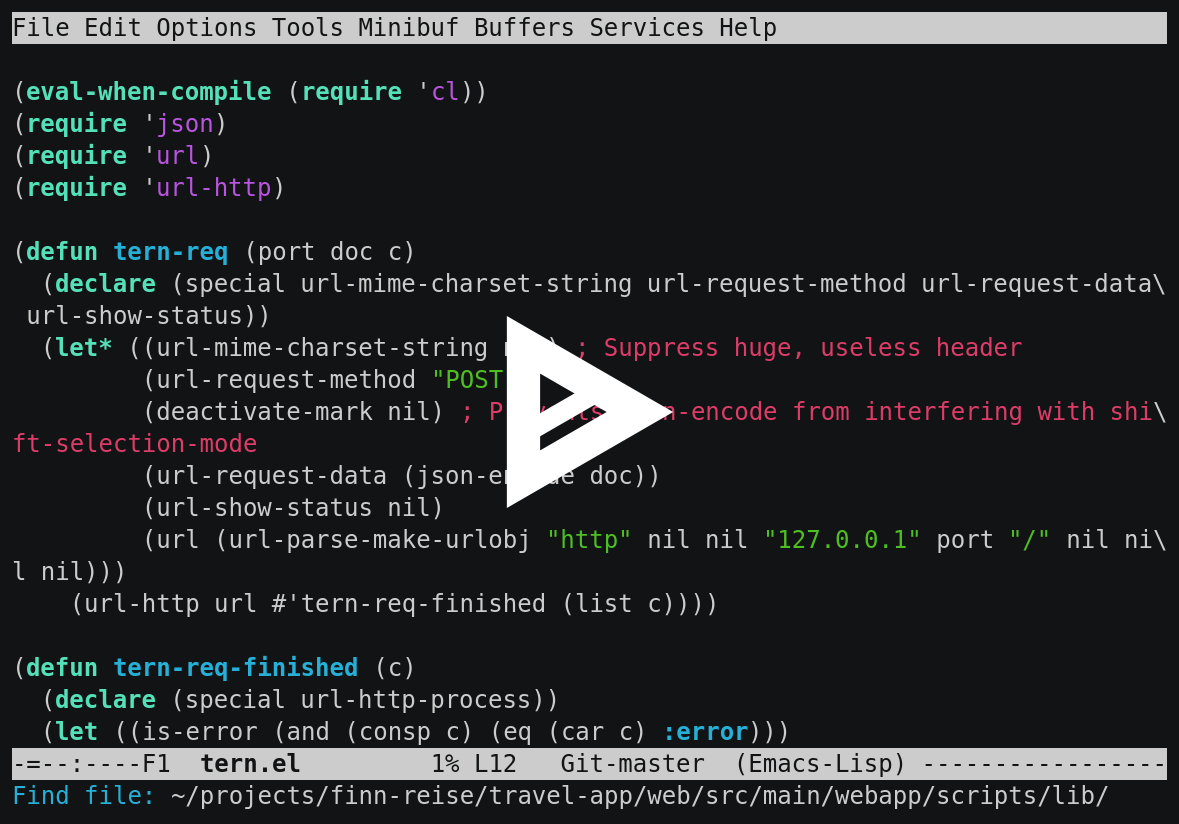 File Edit Options Tools Minibuf Buffers Services Help
(eval-when-compile (require 'cl))
(require 'json)
(require 'url)
(require 'url-http)
(defun tern-req (port doc c)
  (declare (special url-mime-charset-string url-request-method url-request-data\
 url-show-status))
  (let* ((url-mime-charset-string ; Suppress huge, useless header
         (url-request-method "POST
         (deactivate-mark nil) ; from interfering with shi\
ft-selection-mode
         (url-request-data (json-encode doc))
         (url-show-status nil)
         (url (url-parse-make-urlobj "http" nil nil "127.0.0.1" port "/" nil ni\
l nil)))
    (url-http url #'tern-req-finished (list c))))
(defun tern-req-finished (c)
  (declare (special url-http-process))
  (let ((is-error (and (consp c) (eq (car c) :error)))
-=--:----F1  tern.el         1% L12   Git-master  (Emacs-Lisp) -----------------
Find file: ~/projects/finn-reise/travel-app/web/src/main/webapp/scripts/lib/